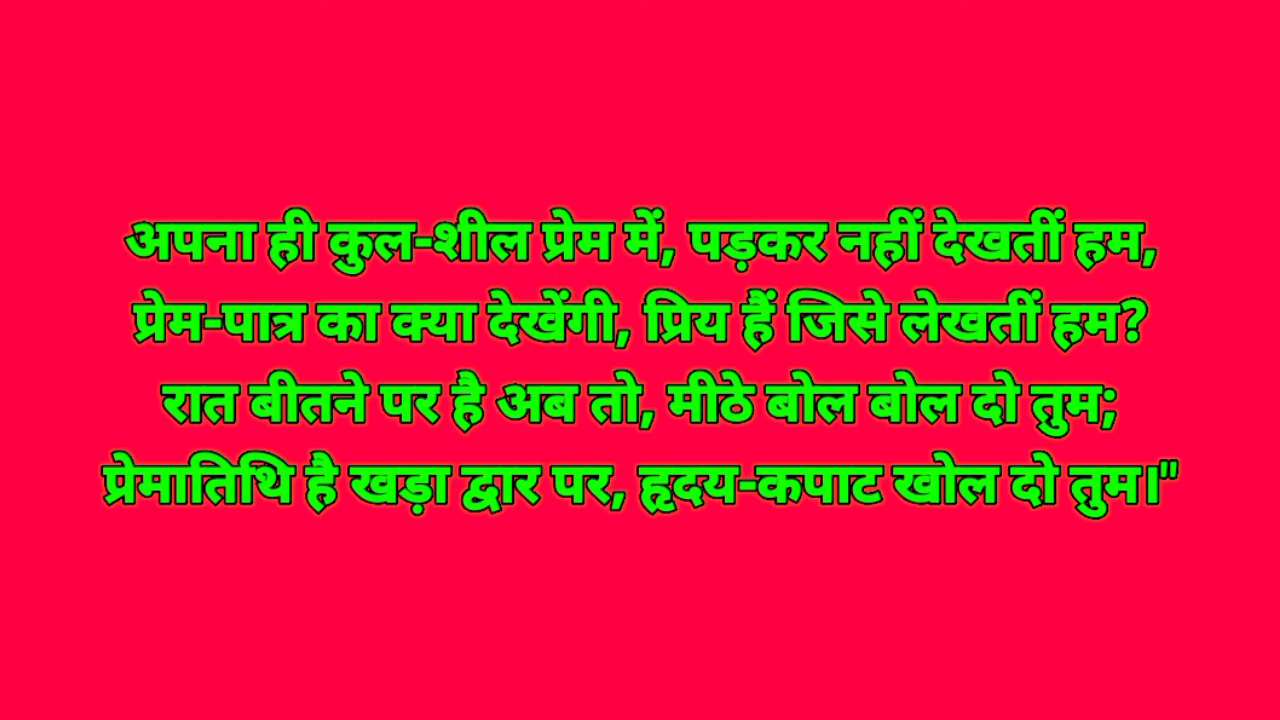 अपना ही कुल-शील प्रेम में, पड़कर नहीं देखतीं हम,
प्रेम-पात्र का क्या देखेंगी, प्रिय हैं जिसे लेखतीं हम?
रात बीतने पर है अब तो, मीठे बोल बोल दो तुम;
प्रेमातिथि है खड़ा द्वार पर, हृदय-कपाट खोल दो तुम।"